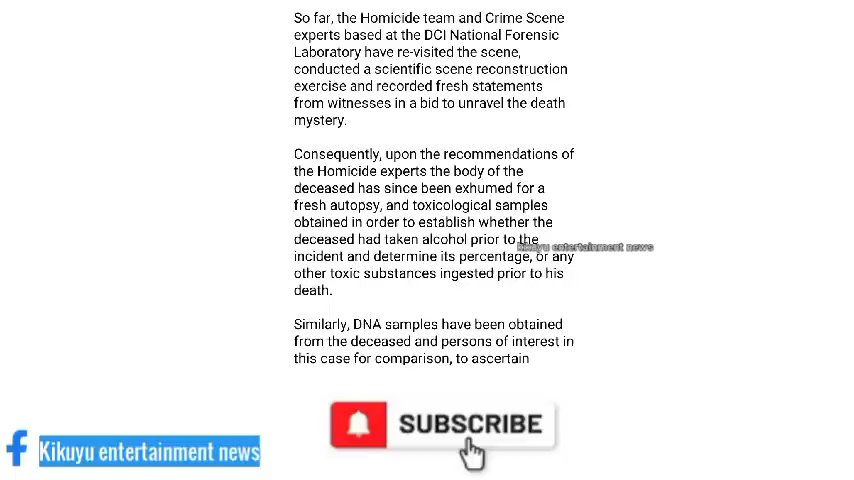 So far, the Homicide team and Crime Scene
experts based at the DCI National Forensic
Laboratory have re-visited the scene,
conducted a scientific scene reconstruction
exercise and recorded fresh statements
from witnesses in a bid to unravel the death
mystery.
Consequently, upon the recommendations of
the Homicide experts the body of the
deceased has since been exhumed for a
fresh autopsy, and toxicological samples
obtained in order to establish whether the
deceased had taken alcohol prior to the
kikuyu entertainment news
incident and determine its percentage, or any
other toxic substances ingested prior to his
death.
Similarly, DNA samples have been obtained
from the deceased and persons of interest in
this case for comparison, to ascertain
SUBSCRIBE
Kikuyu entertainment news